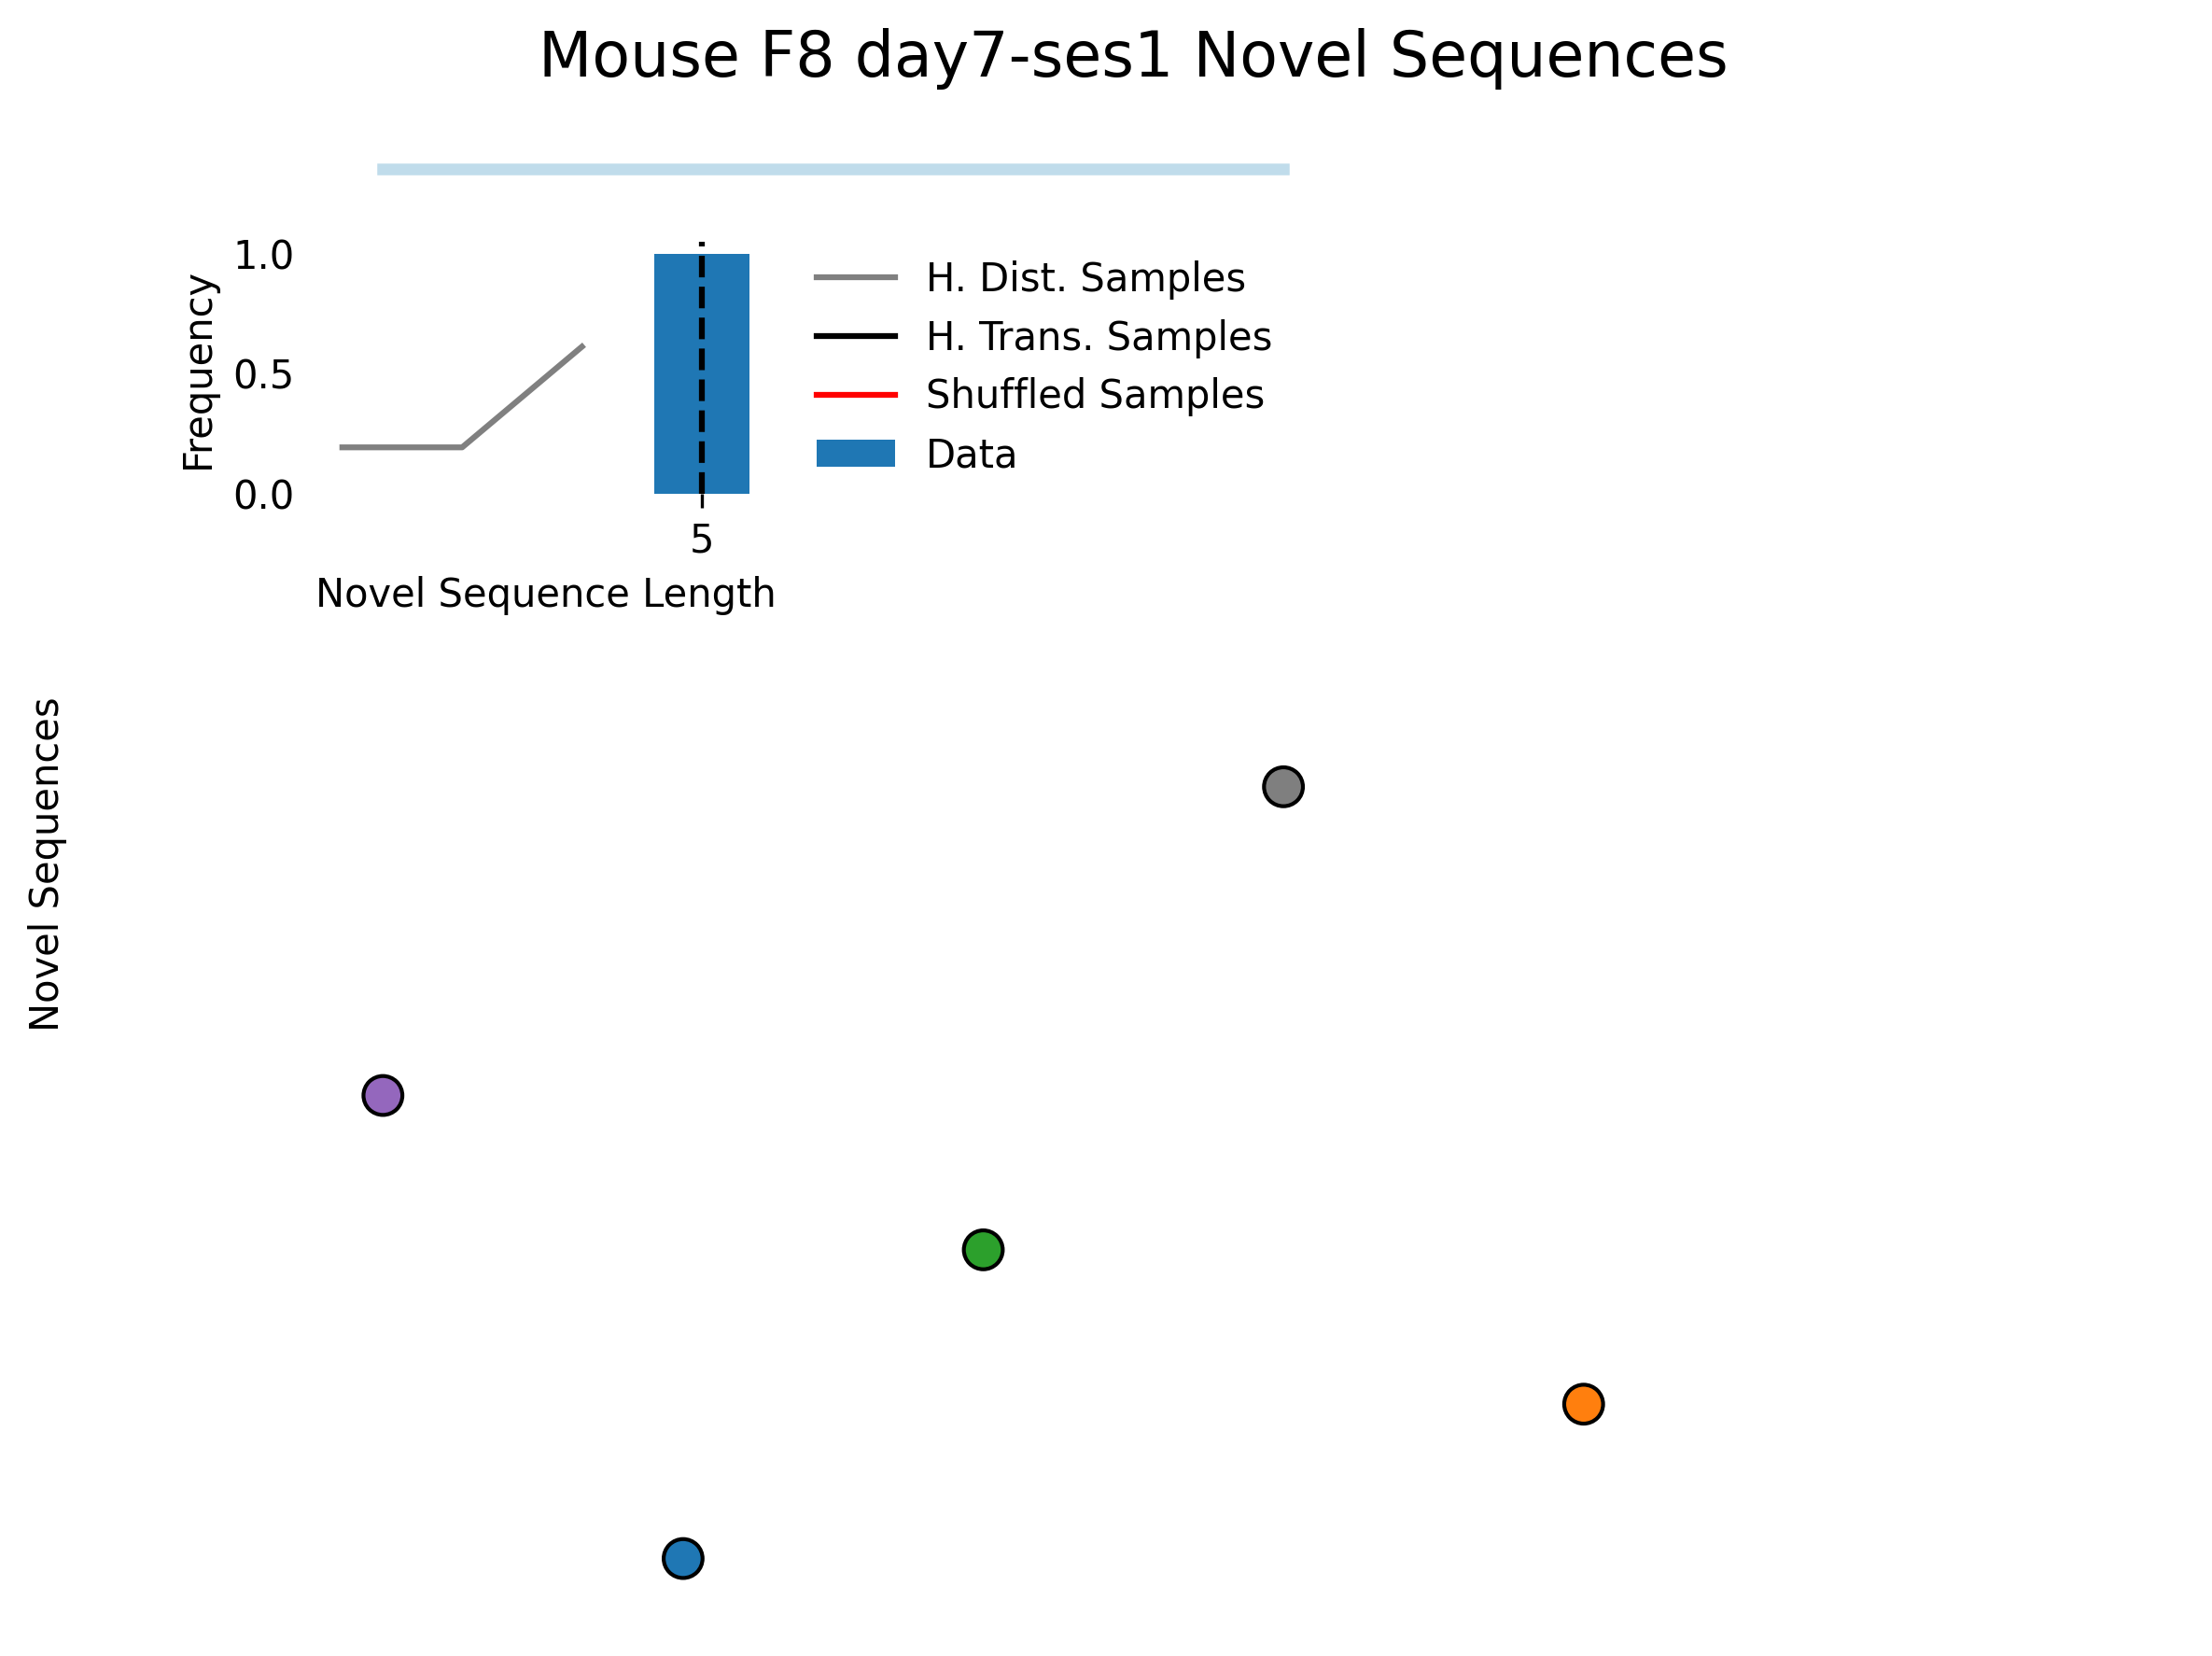 Mouse F8 day7-ses1 Novel Sequences
Frequency
1.0
0.5
0.0
5
Novel Sequence Length
H. Dist. Samples
H. Trans. Samples
Shuffled Samples
Data
Novel Sequences